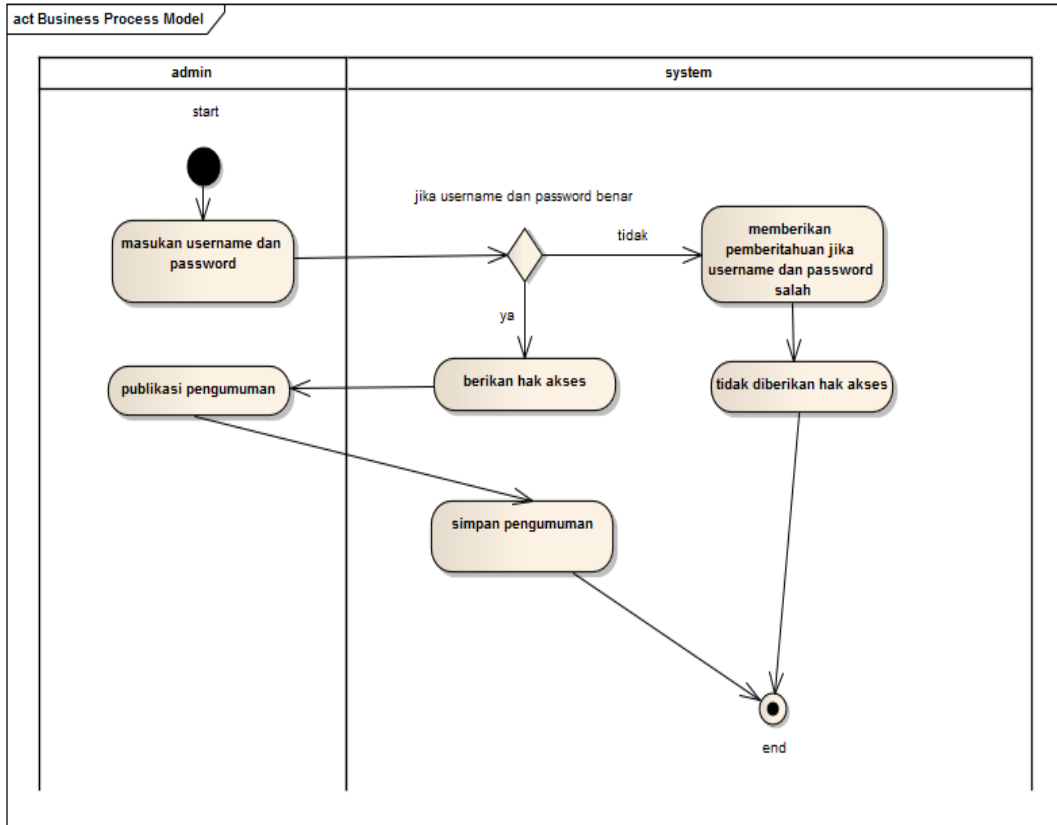 act Business Process Model
admin
system
start
jika username dan password benar
masukan username dan
password
tidak
memberikan
pemberitahuan jika
username dan password
salah
ya
publikasi pengumuman
berikan hak akses
tidak diberikan hak akses
simpan pengumuman
end